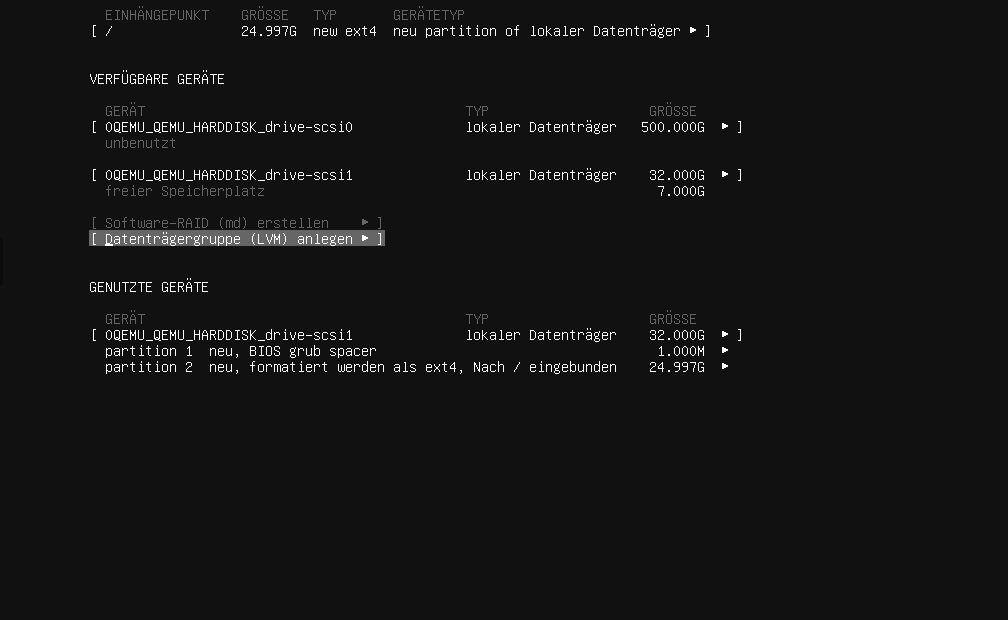 EINHÄNGEPUNKT GRÖSSE TYP GERÄTETYP
[ / 24.997G new ext4 neu partition of lokaler Datenträger ▸ ]
VERFÜGBARE GERÄTE
GERÄT TYP GRÖSSE
[ 0QEMU_QEMU_HARDDISK_drive-scsi0 lokaler Datenträger 500.000G ▸ ]
unbenutzt
[ 0QEMU_QEMU_HARDDISK_drive-scsi1 lokaler Datenträger 32.000G ▸ ]
freier Speicherplatz 7.000G
[ Software-RAID (md) erstellen ▸ ]
[ Datenträgergruppe (LVM) anlegen ▸ ]
GENUTZTE GERÄTE
GERÄT TYP GRÖSSE
[ 0QEMU_QEMU_HARDDISK_drive-scsi1 lokaler Datenträger 32.000G ▸ ]
partition 1 neu, BIOS grub spacer 1.000M ▸
partition 2 neu, formatiert werden als ext4, Nach / eingebunden 24.997G ▸